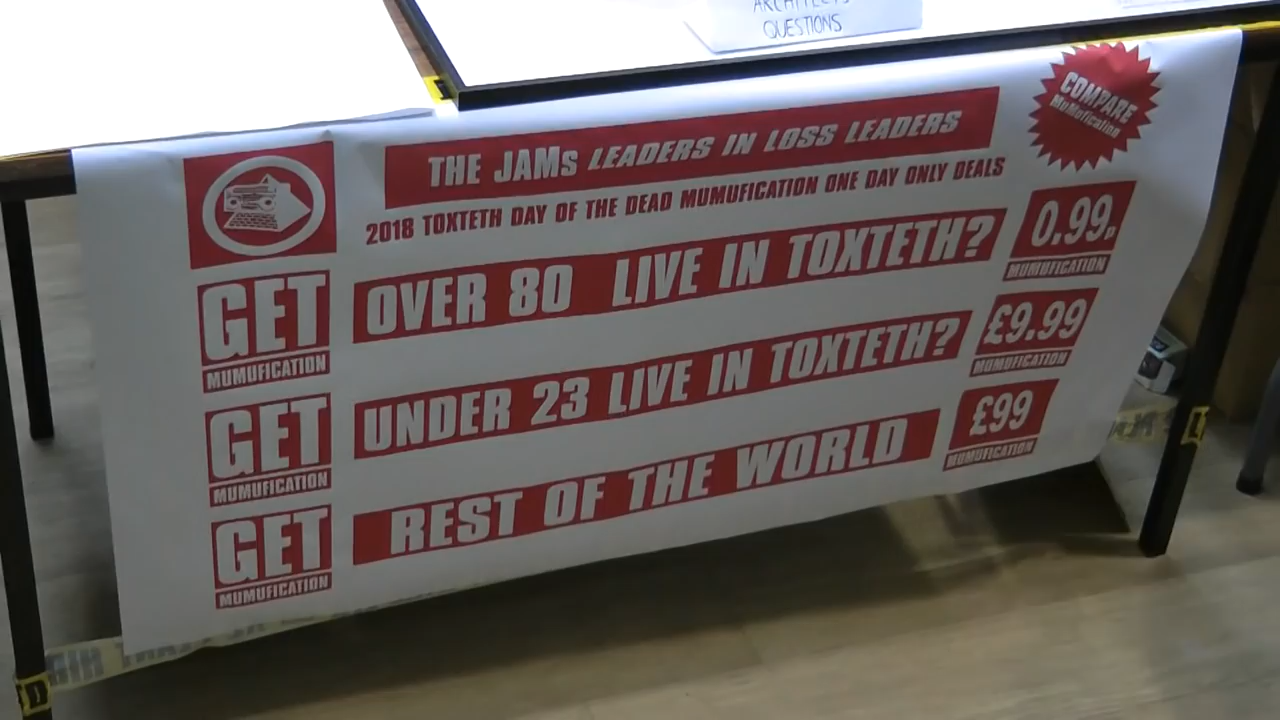 ARCHITECTS
QUESTIONS
COMPARE
MuMufication
THE JAMs LEADERS IN LOSS LEADERS
2018 TOXTETH DAY OF THE DEAD MUMUFICATION ONE DAY ONLY DEALS
GET
MUMUFICATION
OVER 80 LIVE IN TOXTETH?
0.99p
MUMUFICATION
GET
MUMUFICATION
UNDER 23 LIVE IN TOXTETH?
£9.99
MUMUFICATION
GET
MUMUFICATION
REST OF THE WORLD
£99
MUMUFICATION